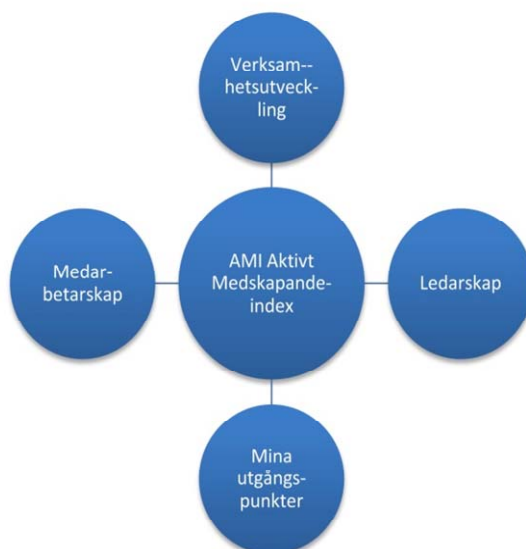 Verksam--
hetsutveck-
ling
Medar-
betarskap
AMI Aktivt
Medskapande-
index
Ledarskap
Mina
utgångs-
punkter